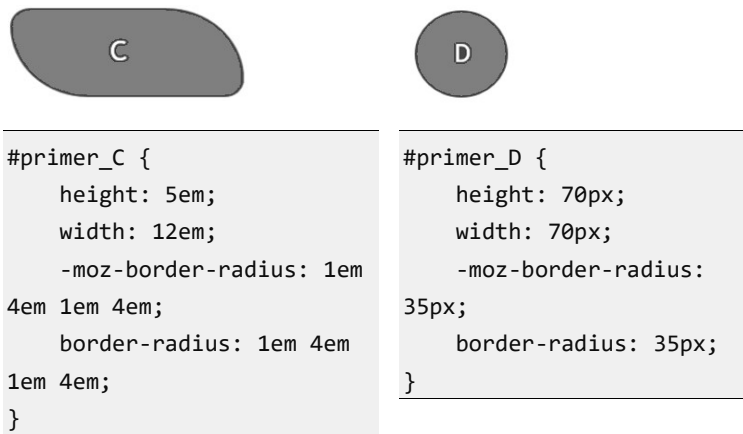 C
D
#primer_C {
    height: 5em;
    width: 12em;
    -moz-border-radius: 1em
4em 1em 4em;
    border-radius: 1em 4em
1em 4em;
}
#primer_D {
    height: 70px;
    width: 70px;
    -moz-border-radius:
35px;
    border-radius: 35px;
}